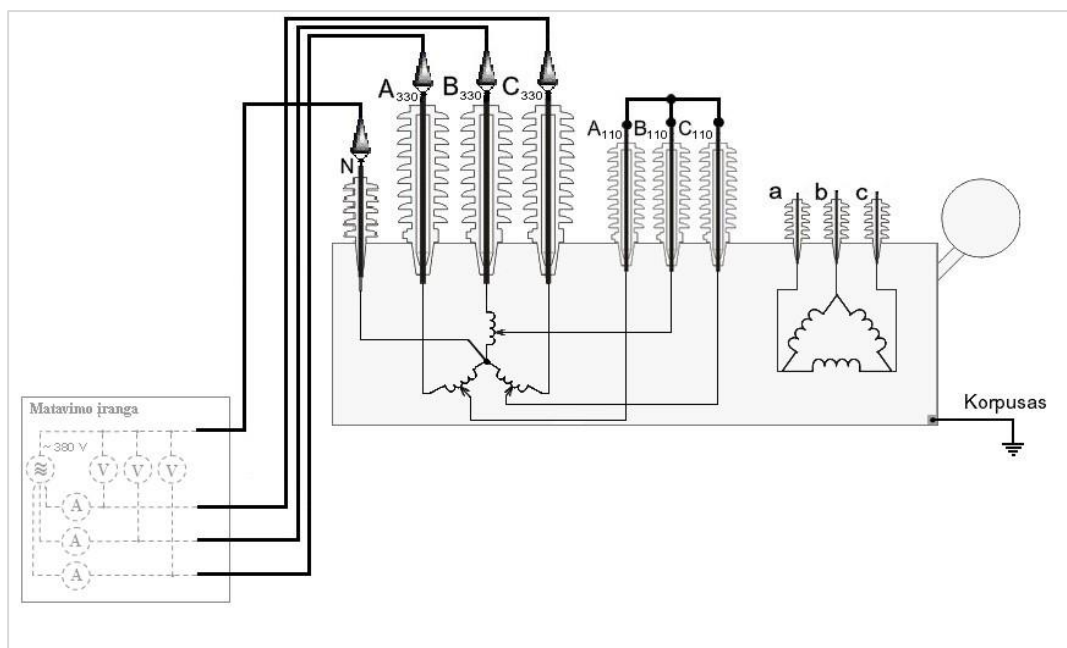 A330 B330 C330
N
A110 B110 C110
a b c
Korpusas
Matavimo įranga
~ 380 V
V V V
A
A
A